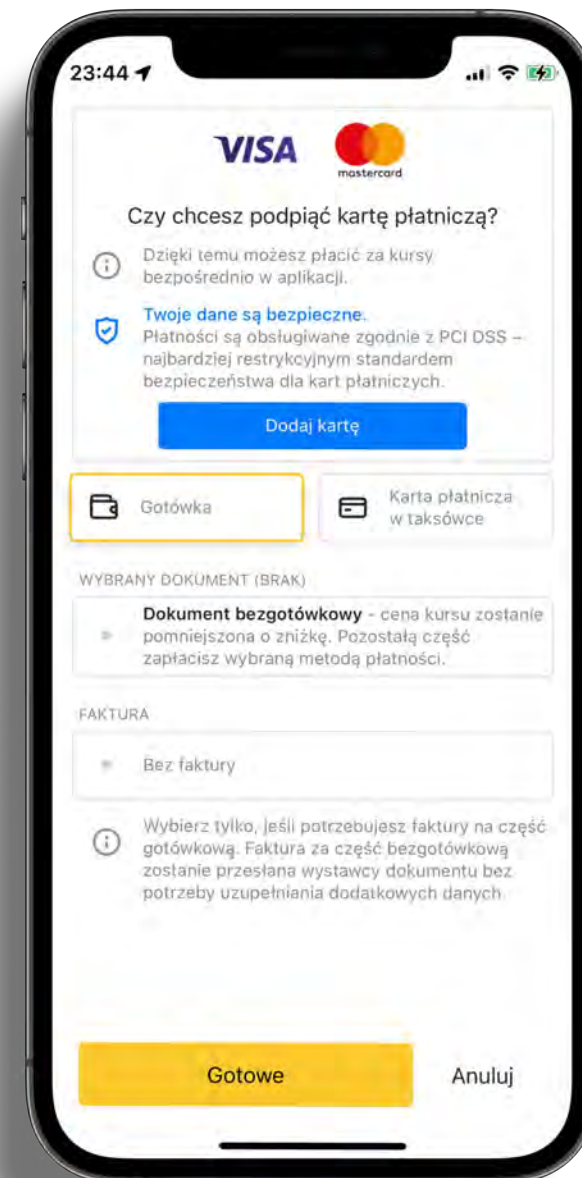 23:44
VISA
mastercard
Czy chcesz podpiąć kartę płatniczą?
Dzięki temu możesz płacić za kursy
bezpośrednio w aplikacji.
Twoje dane są bezpieczne.
Płatności są obsługiwane zgodnie z PCI DSS –
najbardziej restrykcyjnym standardem
bezpieczeństwa dla kart płatniczych.
Dodaj kartę
Gotówka
Karta płatnicza
w taksówce
WYBRANY DOKUMENT (BRAK)
Dokument bezgotówkowy - cena kursu zostanie
pomniejszona o zniżkę. Pozostałą część
zapłacisz wybraną metodą płatności.
FAKTURA
Bez faktury
Wybierz tylko, jeśli potrzebujesz faktury na część
gotówkową. Faktura za część bezgotówkową
zostanie przesłana wystawcy dokumentu bez
potrzeby uzupełniania dodatkowych danych.
Gotowe
Anuluj